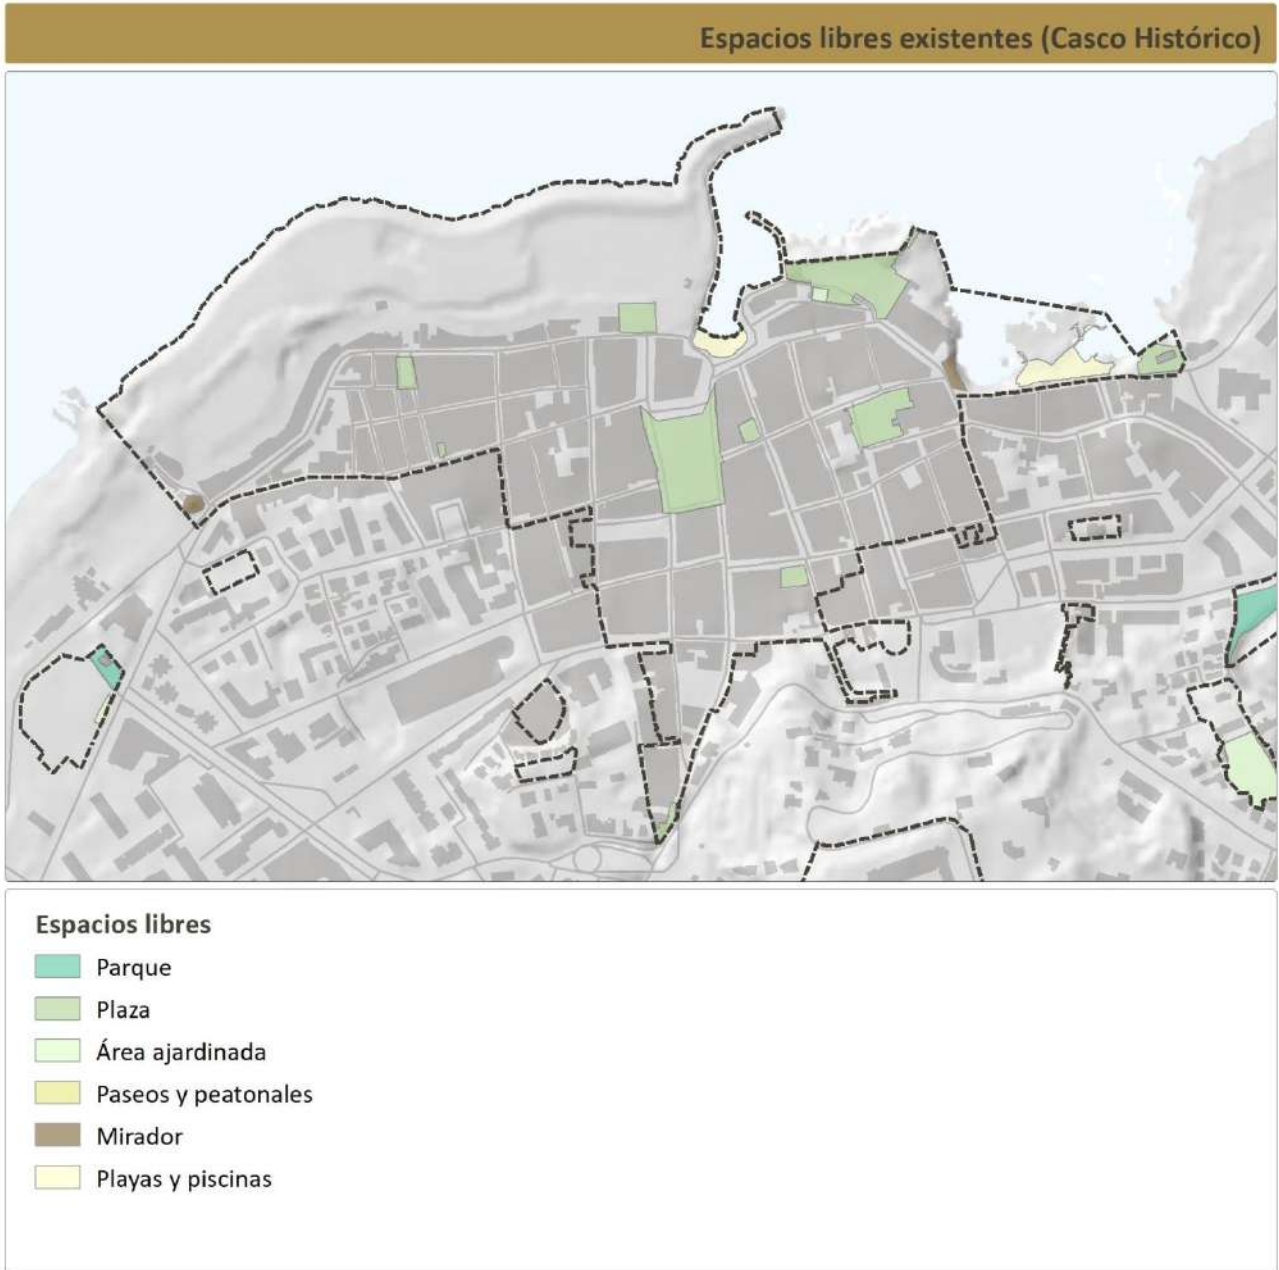 Espacios libres existentes (Casco Histórico)
Espacios libres
Parque
Plaza
Área ajardinada
Paseos y peatonales
Mirador
Playas y piscinas